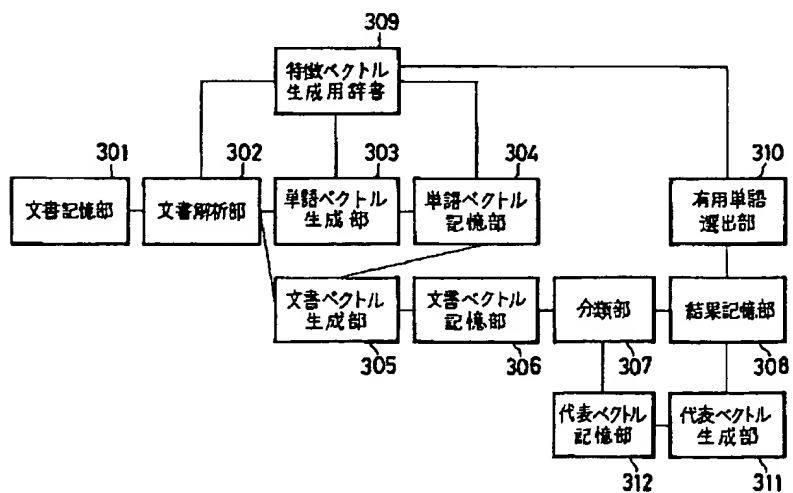 309
特徴ベクトル
生成用辞書
301
302
303
304
310
文書記憶部
文書解析部
単語ベクトル
生成部
単語ベクトル
記憶部
有用単語
選出部
文書ベクトル
生成部
文書ベクトル
記憶部
分類部
結果記憶部
305
306
307
308
代表ベクトル
記憶部
代表ベクトル
生成部
312
311